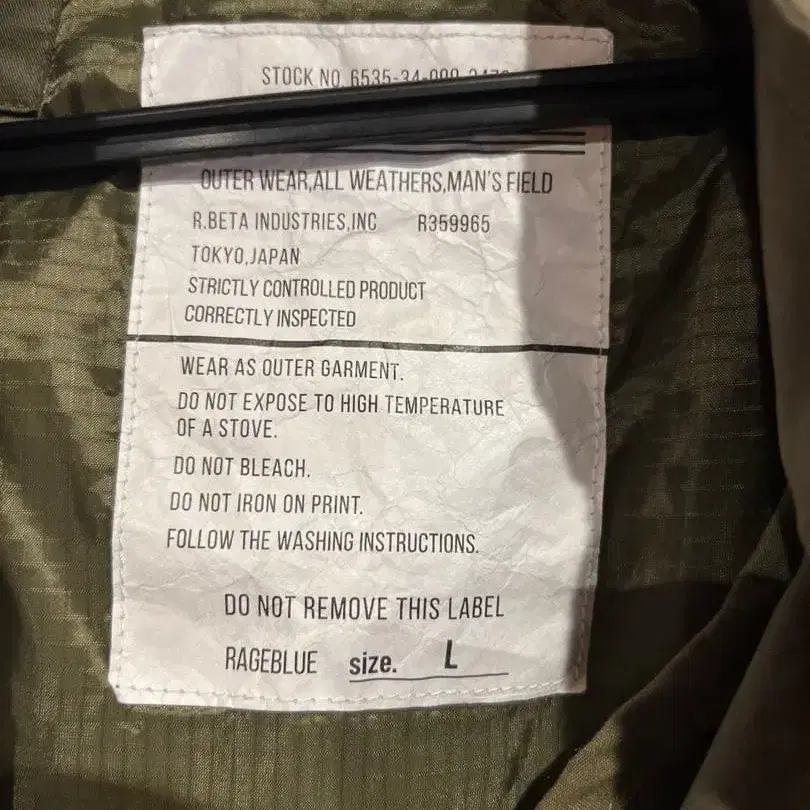 STOCK NO. 6535-34
OUTER WEAR,ALL WEATHERS,MAN'S FIELD
R.BETA INDUSTRIES,INC R359965
TOKYO,JAPAN
STRICTLY CONTROLLED PRODUCT
CORRECTLY INSPECTED
WEAR AS OUTER GARMENT.
DO NOT EXPOSE TO HIGH TEMPERATURE
OF A STOVE.
DO NOT BLEACH.
DO NOT IRON ON PRINT.
FOLLOW THE WASHING INSTRUCTIONS.
DO NOT REMOVE THIS LABEL
RAGEBLUE size. L